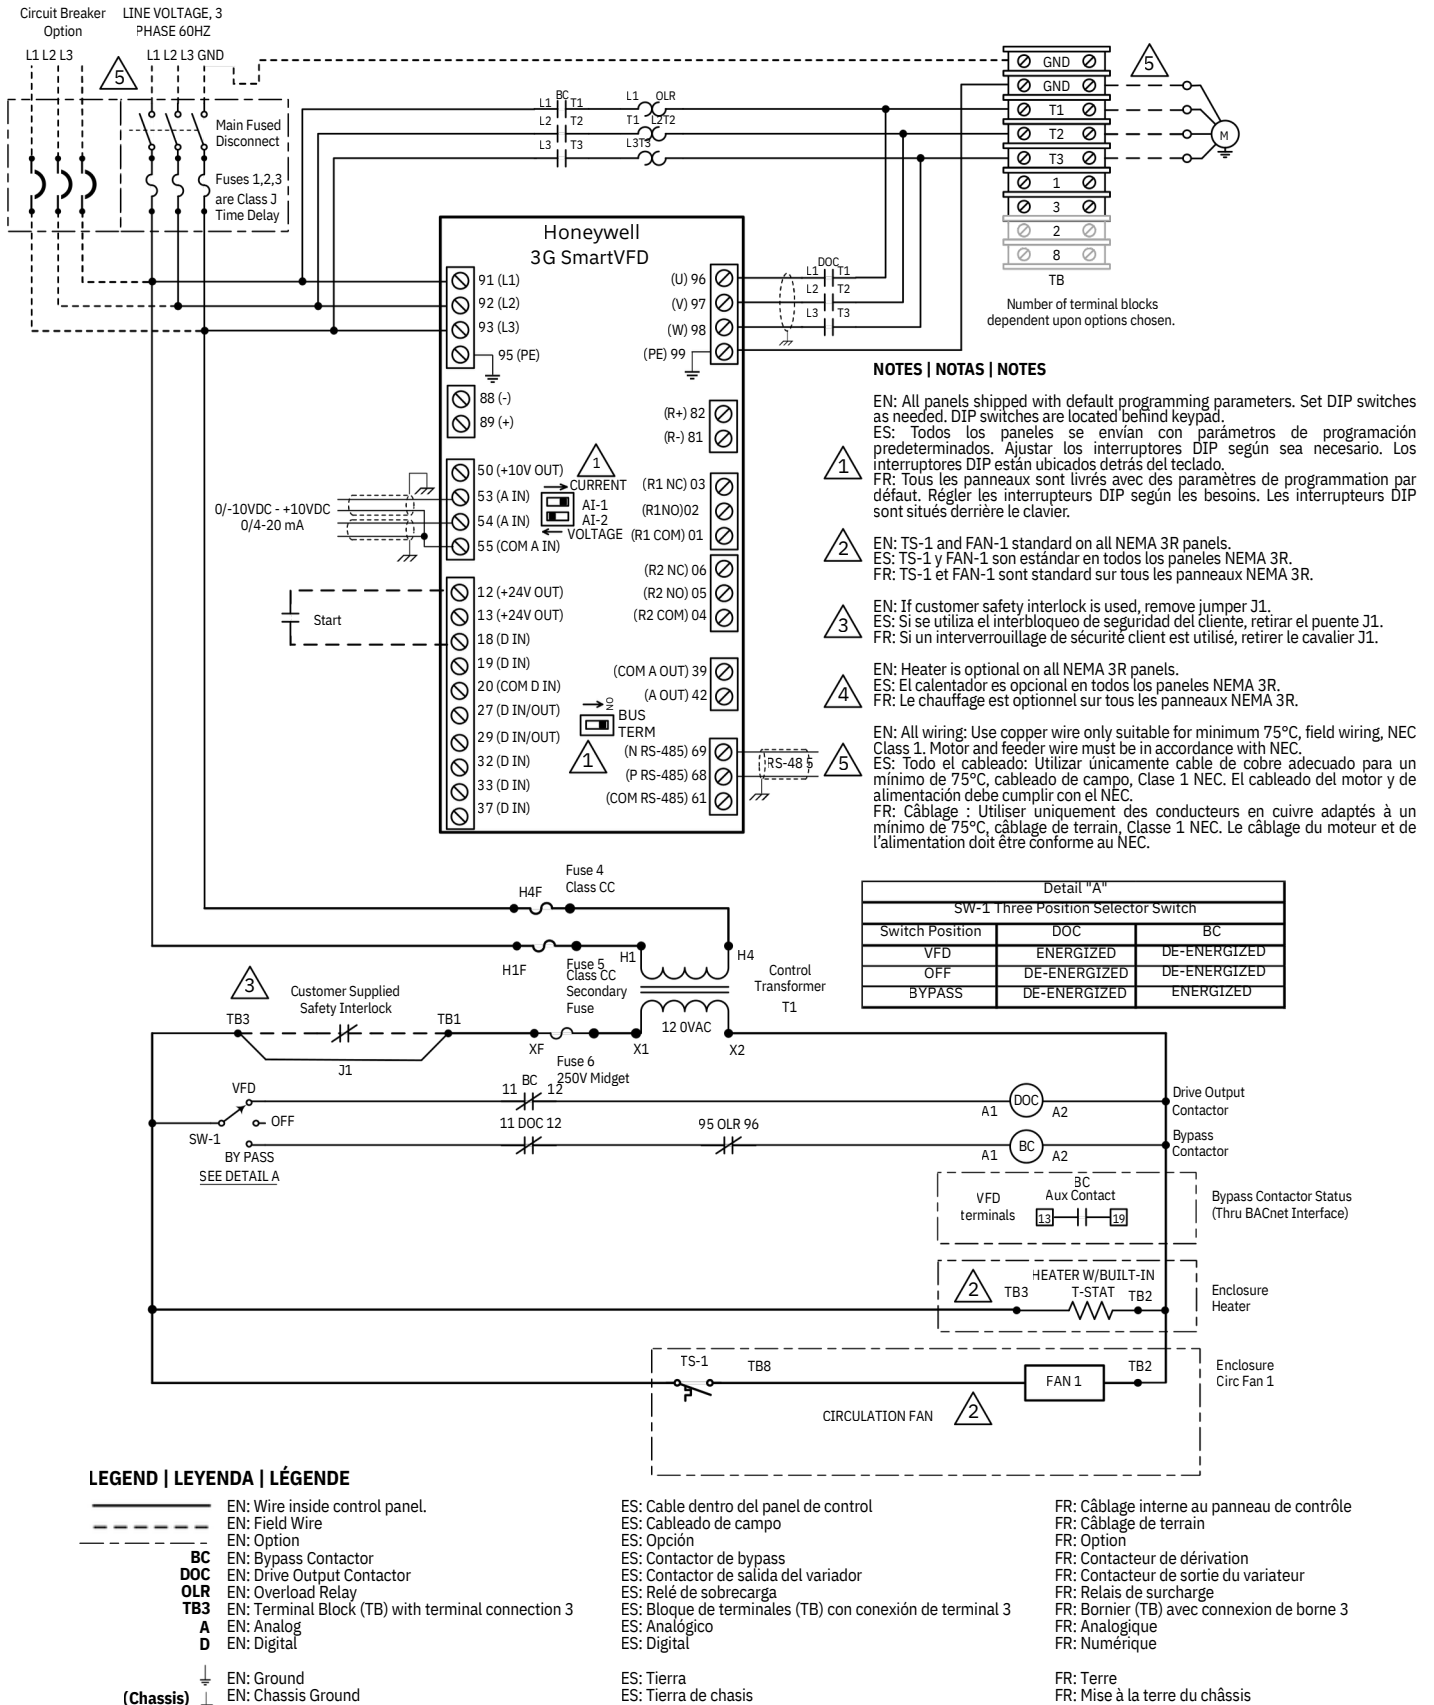 Circuit Breaker
Option
LINE VOLTAGE, 3
PHASE 60HZ
L1 L2 L3
L1 L2 L3 GND
5
Main Fused
Disconnect
Fuses 1,2,3
are Class J
Time Delay
BC
L1 T1
L2 T2
L3 T3
L1 OLR
T1 L2T2
L3T3
GND
GND
T1
T2
T3
1
3
2
8
TB
5
M
Number of terminal blocks
dependent upon options chosen.
Honeywell
3G SmartVFD
91 (L1)
92 (L2)
93 (L3)
95 (PE)
88 (-)
89 (+)
50 (+10V OUT)
53 (A IN)
54 (A IN)
55 (COM A IN)
12 (+24V OUT)
13 (+24V OUT)
18 (D IN)
19 (D IN)
20 (COM D IN)
27 (D IN/OUT)
29 (D IN/OUT)
32 (D IN)
33 (D IN)
37 (D IN)
(U) 96
(V) 97
(W) 98
(PE) 99
(R+) 82
(R-) 81
(R1 NC) 03
(R1NO)02
(R1 COM) 01
(R2 NC) 06
(R2 NO) 05
(R2 COM) 04
(COM A OUT) 39
(A OUT) 42
(N RS-485) 69
(P RS-485) 68
(COM RS-485) 61
1
CURRENT
AI-1
AI-2
VOLTAGE
NO
BUS
TERM
1
0/-10VDC - +10VDC
0/4-20 mA
Start
DOC
L1 T1
L2 T2
L3 T3
RS-48 5
NOTES | NOTAS | NOTES
1
EN: All panels shipped with default programming parameters. Set DIP switches
as needed. DIP switches are located behind keypad.
ES: Todos los paneles se envían con parámetros de programación
predeterminados. Ajustar los interruptores DIP según sea necesario. Los
interruptores DIP están ubicados detrás del teclado.
FR: Tous les panneaux sont livrés avec des paramètres de programmation par
défaut. Régler les interrupteurs DIP selon les besoins. Les interrupteurs DIP
sont situés derrière le clavier.
2
EN: TS-1 and FAN-1 standard on all NEMA 3R panels.
ES: TS-1 y FAN-1 son estándar en todos los paneles NEMA 3R.
FR: TS-1 et FAN-1 sont standard sur tous les panneaux NEMA 3R.
3
EN: If customer safety interlock is used, remove jumper J1.
ES: Si se utiliza el interbloqueo de seguridad del cliente, retirar el puente J1.
FR: Si un interverrouillage de sécurité client est utilisé, retirer le cavalier J1.
4
EN: Heater is optional on all NEMA 3R panels.
ES: El calentador es opcional en todos los paneles NEMA 3R.
FR: Le chauffage est optionnel sur tous les panneaux NEMA 3R.
5
EN: All wiring: Use copper wire only suitable for minimum 75°C, field wiring, NEC
Class 1. Motor and feeder wire must be in accordance with NEC.
ES: Todo el cableado: Utilizar únicamente cable de cobre adecuado para un
mínimo de 75°C, cableado de campo, Clase 1 NEC. El cableado del motor y de
alimentación debe cumplir con el NEC.
FR: Câblage : Utiliser uniquement des conducteurs en cuivre adaptés à un
mínimo de 75°C, câblage de terrain, Classe 1 NEC. Le câblage du moteur et de
l'alimentation doit être conforme au NEC.
Fuse 4
Class CC
H4F
H1F
Fuse 5
Class CC
Secondary
Fuse
H1
H4
Control
Transformer
T1
12 0VAC
X1
X2
XF
Fuse 6
250V Midget
Detail "A"
SW-1 Three Position Selector Switch
Switch Position DOC BC
VFD ENERGIZED DE-ENERGIZED
OFF DE-ENERGIZED DE-ENERGIZED
BYPASS DE-ENERGIZED ENERGIZED
3
Customer Supplied
Safety Interlock
TB3
TB1
J1
VFD
OFF
SW-1
BY PASS
SEE DETAIL A
11 BC 12
11 DOC 12
95 OLR 96
A1 DOC A2
Drive Output
Contactor
A1 BC A2
Bypass
Contactor
VFD
terminals
BC
Aux Contact
13 19
Bypass Contactor Status
(Thru BACnet Interface)
2
HEATER W/BUILT-IN
T-STAT
TB3
TB2
Enclosure
Heater
TS-1
TB8
FAN 1
TB2
Enclosure
Circ Fan 1
CIRCULATION FAN
2
LEGEND | LEYENDA | LÉGENDE
EN: Wire inside control panel. ES: Cable dentro del panel de control FR: Câblage interne au panneau de contrôle
EN: Field Wire ES: Cableado de campo FR: Câblage de terrain
EN: Option ES: Opción FR: Option
BC EN: Bypass Contactor ES: Contactor de bypass FR: Contacteur de dérivation
DOC EN: Drive Output Contactor ES: Contactor de salida del variador FR: Contacteur de sortie du variateur
OLR EN: Overload Relay ES: Relé de sobrecarga FR: Relais de surcharge
TB3 EN: Terminal Block (TB) with terminal connection 3 ES: Bloque de terminales (TB) con conexión de terminal 3 FR: Bornier (TB) avec connexion de borne 3
A EN: Analog ES: Analógico FR: Analogique
D EN: Digital ES: Digital FR: Numérique
EN: Ground ES: Tierra FR: Terre
(Chassis) EN: Chassis Ground ES: Tierra de chasis FR: Mise à la terre du châssis